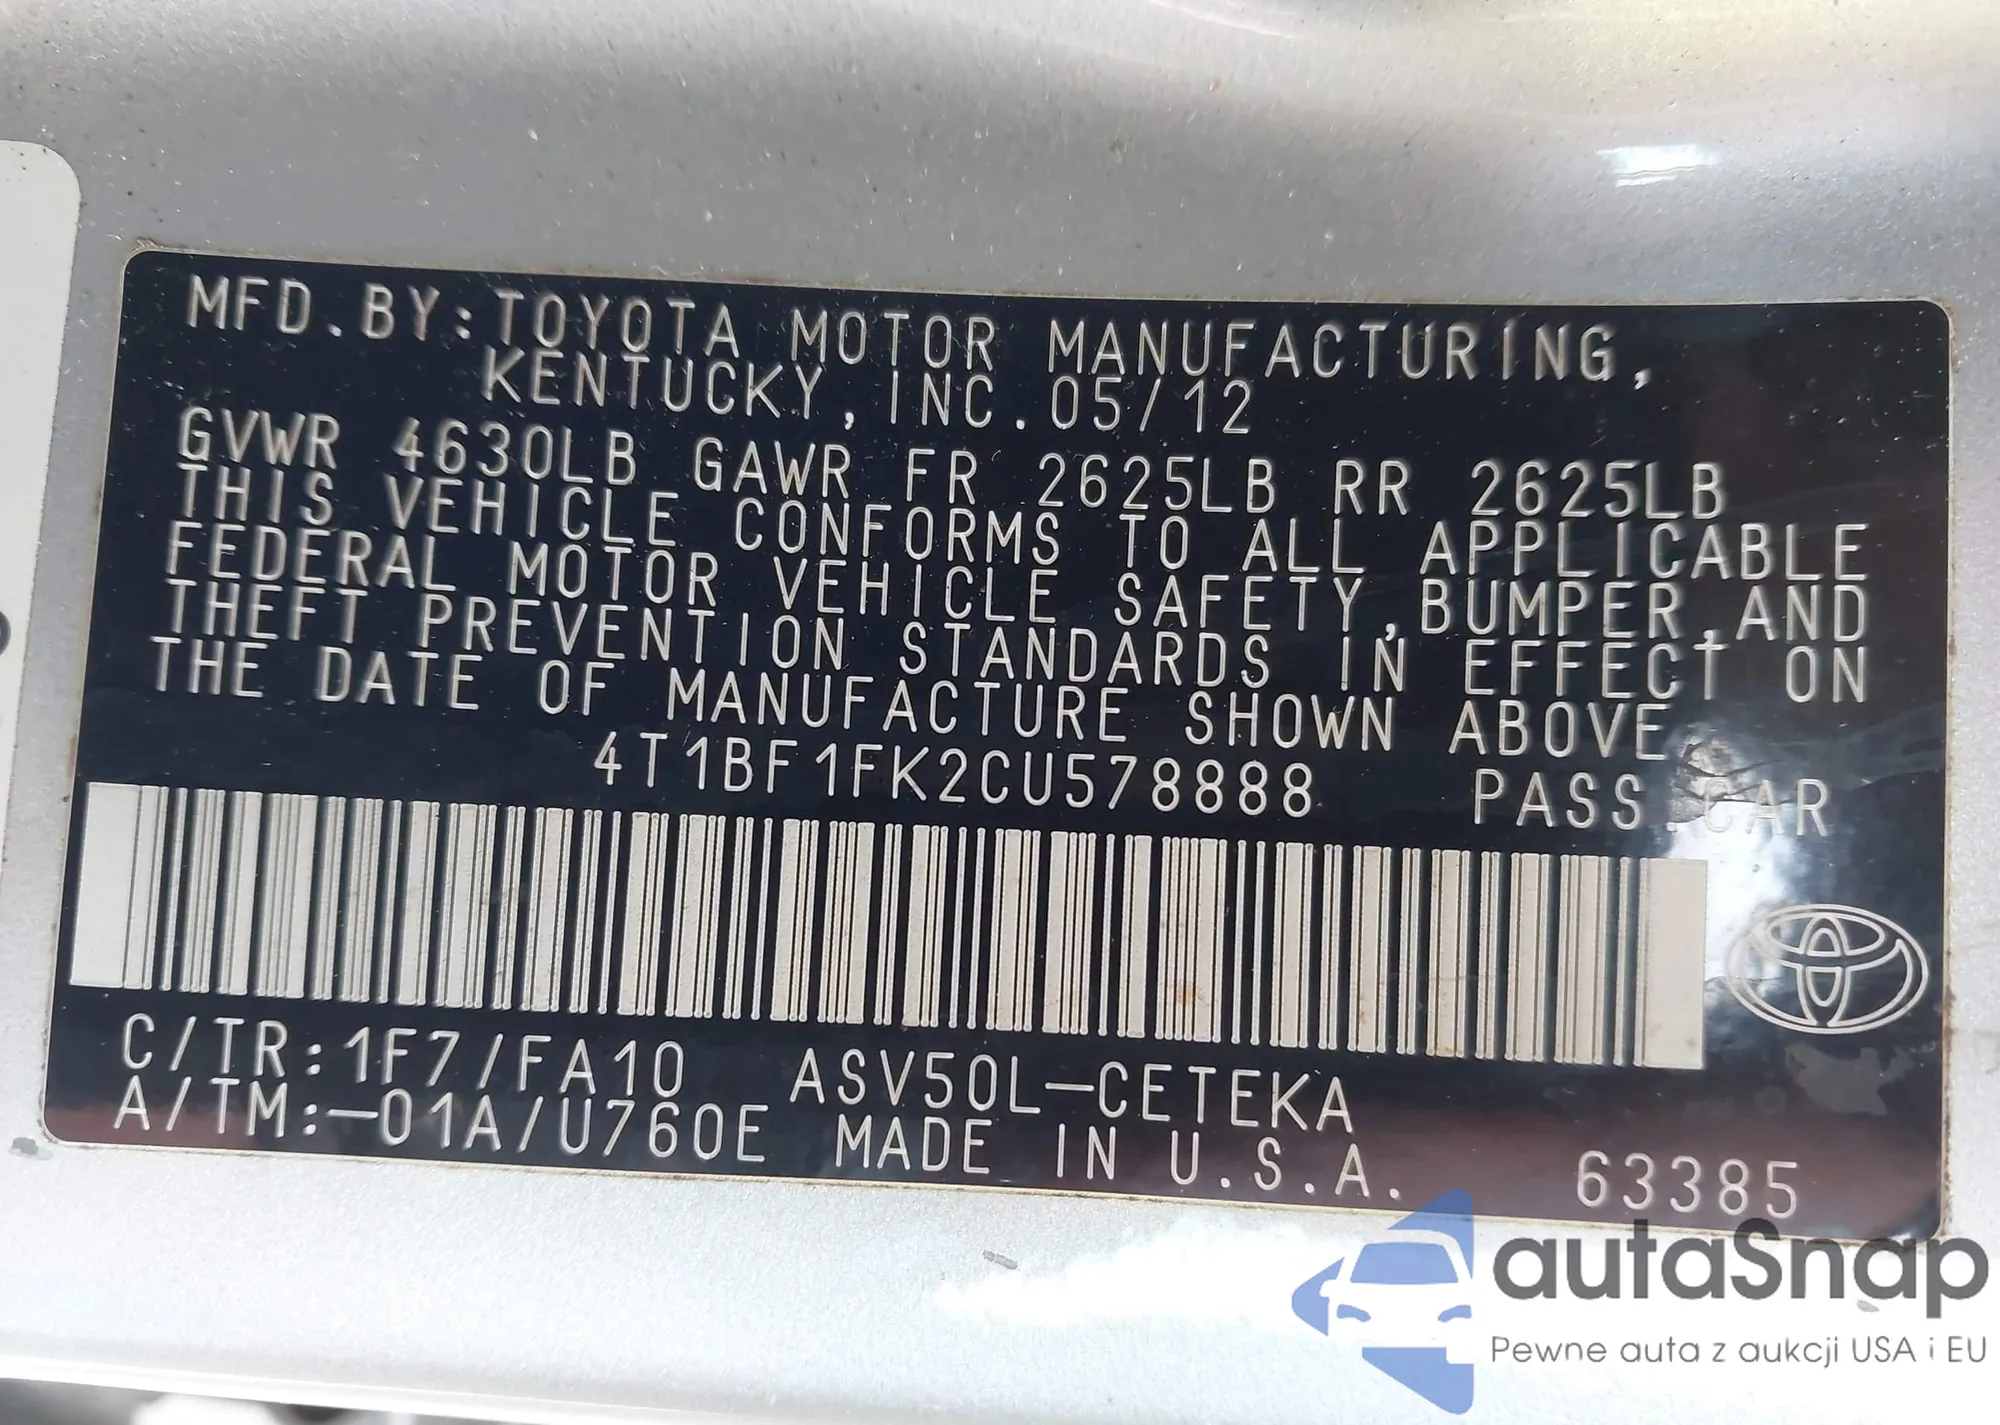 MFD.BY:TOYOTA MOTOR MANUFACTURING,
KENTUCKY,INC.05/12
GVWR 4630LB GAWR FR 2625LB RR 2625LB
THIS VEHICLE CONFORMS TO ALL APPLICABLE
FEDERAL MOTOR VEHICLE SAFETY,BUMPER,AND
THEFT PREVENTION STANDARDS IN EFFECT ON
THE DATE OF MANUFACTURE SHOWN ABOVE.
4T1BF1FK2CU578888 PASS.CAR
C/TR:1F7/FA10 ASV50L-CETEKA
A/TM:-01A/U760E MADE IN U.S.A. 63385
autaSnap
Pewne auta z aukcji USA i EU